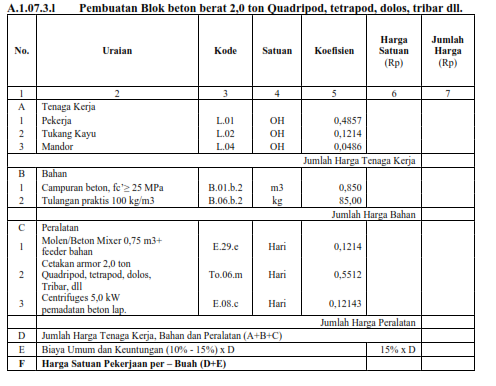 A.1.07.3.l Pembuatan Blok beton berat 2,0 ton Quadripod, tetrapod, dolos, tribar dll.
No. Uraian Kode Satuan Koefisien Harga Satuan (Rp) Jumlah Harga (Rp)
1 2 3 4 5 6 7
A Tenaga Kerja
1 Pekerja L.01 OH 0,4857
2 Tukang Kayu L.02 OH 0,1214
3 Mandor L.04 OH 0,0486
Jumlah Harga Tenaga Kerja
B Bahan
1 Campuran beton, fc’≥ 25 MPa B.01.b.2 m3 0,850
2 Tulangan praktis 100 kg/m3 B.06.b.2 kg 85,00
Jumlah Harga Bahan
C Peralatan
1 Molen/Beton Mixer 0,75 m3+ E.29.e Hari 0,1214
feeder bahan
Cetakan armor 2,0 ton
2 Quadripod, tetrapod, dolos, To.06.m Hari 0,5512
Tribar, dll
3 Centrifuges 5,0 kW E.08.c Hari 0,12143
pemadatan beton lap.
Jumlah Harga Peralatan
D Jumlah Harga Tenaga Kerja, Bahan dan Peralatan (A+B+C)
E Biaya Umum dan Keuntungan (10% - 15%) x D 15% x D
F Harga Satuan Pekerjaan per – Buah (D+E)